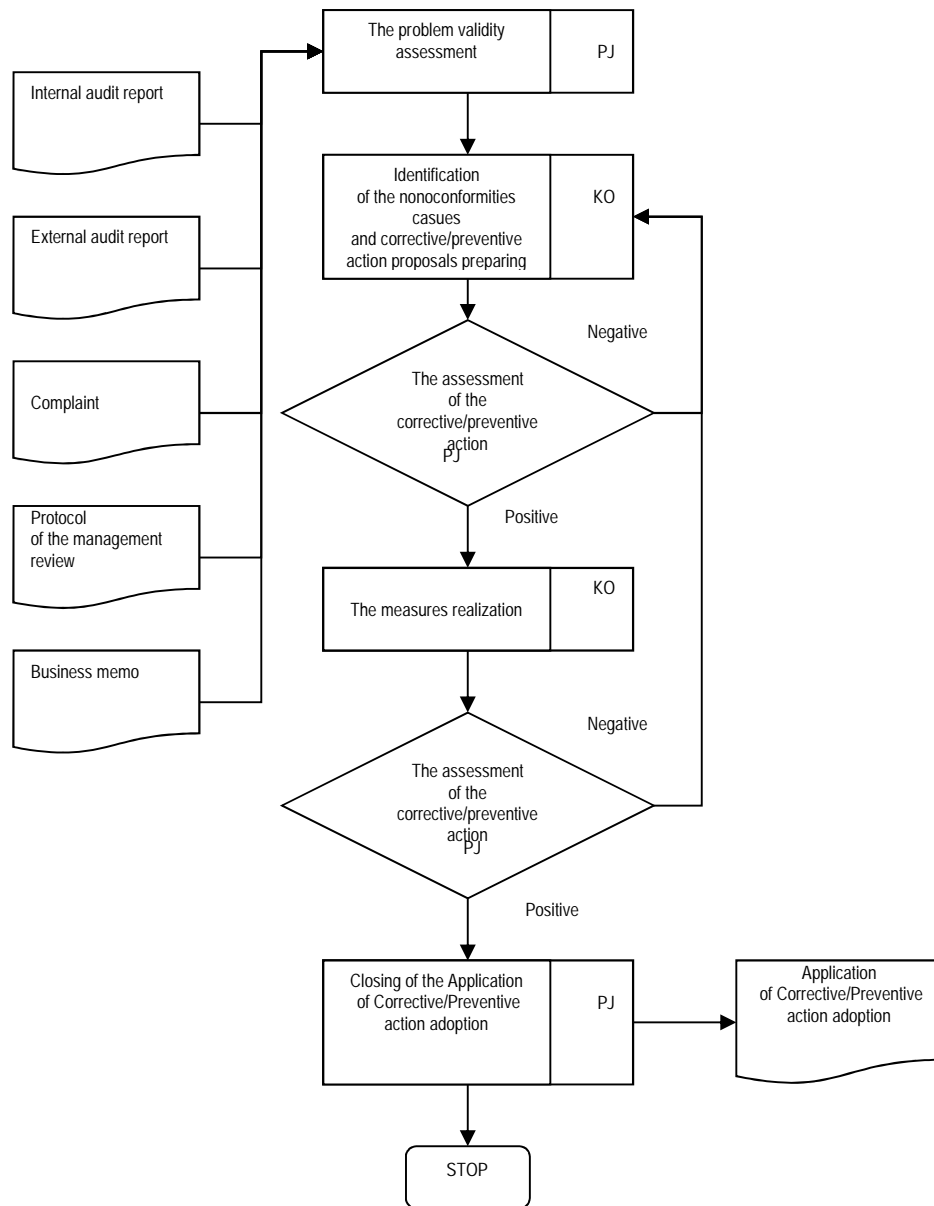 The problem validity
assessment
PJ
Internal audit report
Identification
of the nonoconformities
casues
and corrective/preventive
action proposals preparing
KO
External audit report
Negative
Complaint
The assessment
of the
corrective/preventive
action
PJ
Positive
Protocol
of the management
review
The measures realization
KO
Business memo
Negative
The assessment
of the
corrective/preventive
action
PJ
Positive
Closing of the Application
of Corrective/Preventive
action adoption
PJ
Application
of Corrective/Preventive
action adoption
STOP